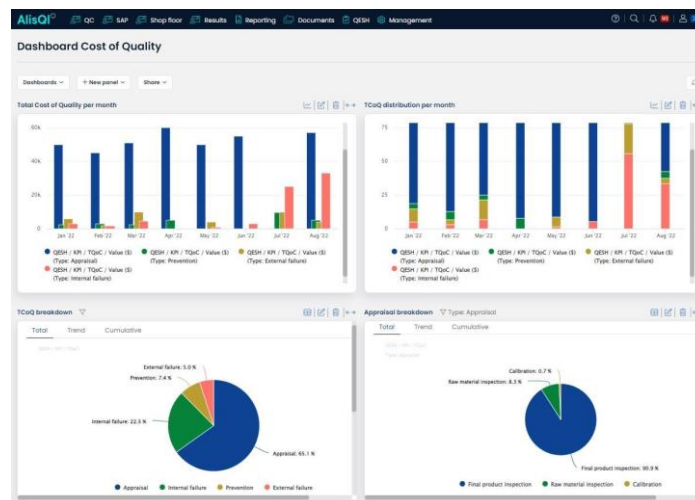 AlisQI QC SAP Shop floor Results Reporting Documents QESH Management
Dashboard Cost of Quality
Dashboards + New panel Share
Total Cost of Quality per month
60k
40k
20k
0
Jan '22 Feb '22 Mar '22 Apr '22 May '22 Jun '22 Jul '22 Aug '22
QESH / KPI / TQoC / Value ($) (Type: Appraisal)
QESH / KPI / TQoC / Value ($) (Type: Prevention)
QESH / KPI / TQoC / Value ($) (Type: External failure)
QESH / KPI / TQoC / Value ($) (Type: Internal failure)
TCoQ distribution per month
75
50
25
0
Jan '22 Feb '22 Mar '22 Apr '22 May '22 Jun '22 Jul '22 Aug '22
QESH / KPI / TQoC / Value ($) (Type: Appraisal)
QESH / KPI / TQoC / Value ($) (Type: Prevention)
QESH / KPI / TQoC / Value ($) (Type: External failure)
QESH / KPI / TQoC / Value ($) (Type: Internal failure)
TCoQ breakdown
Total Trend Cumulative
External failure: 5.0 %
Prevention: 7.4 %
Internal failure: 22.5 %
Appraisal: 65.1 %
Appraisal Internal failure Prevention External failure
Appraisal breakdown Type: Appraisal
Total Trend Cumulative
Calibration: 0.7 %
Raw material inspection: 8.3 %
Final product inspection: 90.9 %
Final product inspection Raw material inspection Calibration